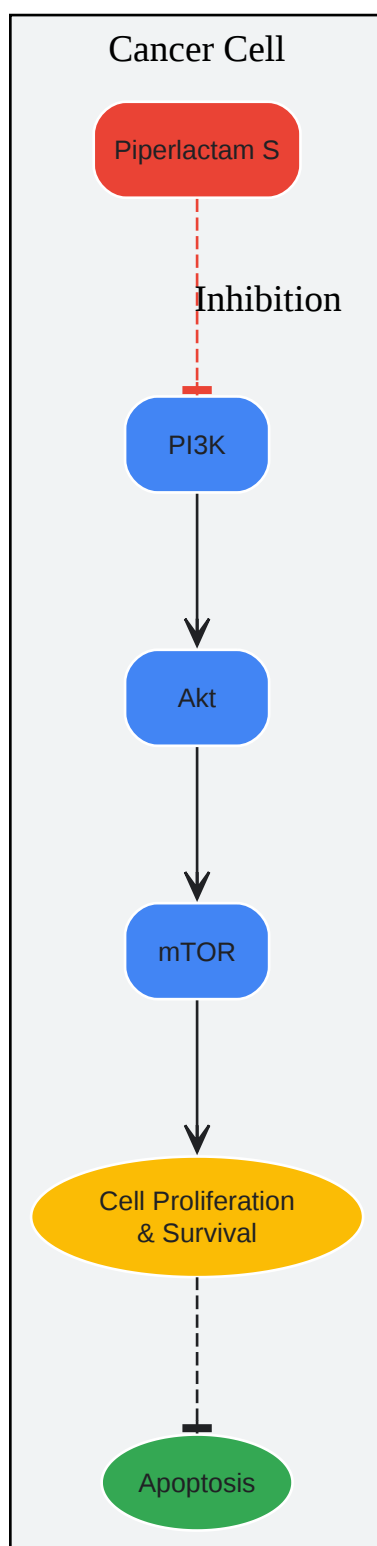 Cancer Cell
Piperlactam S
Inhibition
PI3K
Akt
mTOR
Cell Proliferation
& Survival
Apoptosis